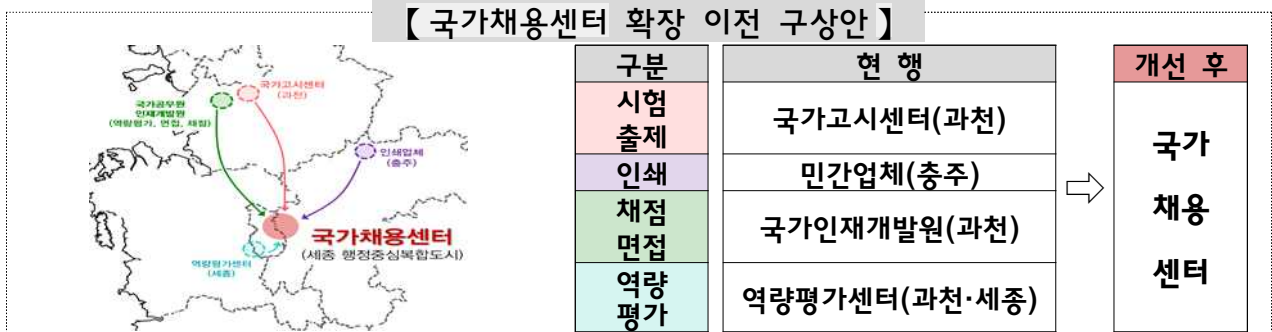 【 국가채용센터 확장 이전 구상안 】
국가고시센터
(과천)
국가공무원
인재개발원
(역량평가, 면접, 채점)
인쇄업체
(충주)
국가채용센터
(세종 행정중심복합도시)
역량평가센터
(세종)
구분 현 행 개선 후
시험
출제
국가고시센터(과천)
인쇄 민간업체(충주)
채점
면접
국가인재개발원(과천)
역량
평가
역량평가센터(과천·세종)
⇨
국가
채용
센터